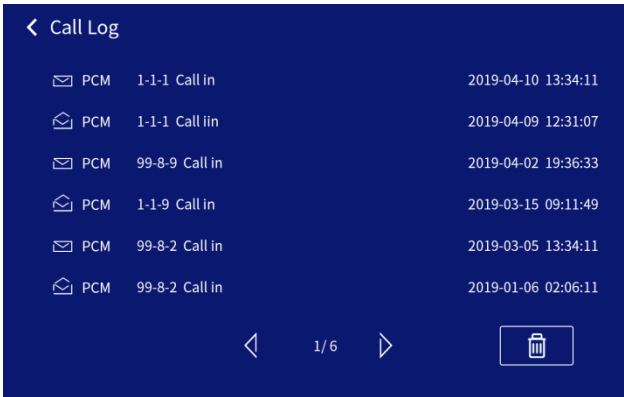 Call Log
PCM 1-1-1 Call in 2019-04-10 13:34:11
PCM 1-1-1 Call iin 2019-04-09 12:31:07
PCM 99-8-9 Call in 2019-04-02 19:36:33
PCM 1-1-9 Call in 2019-03-15 09:11:49
PCM 99-8-2 Call in 2019-03-05 13:34:11
PCM 99-8-2 Call in 2019-01-06 02:06:11
1/ 6